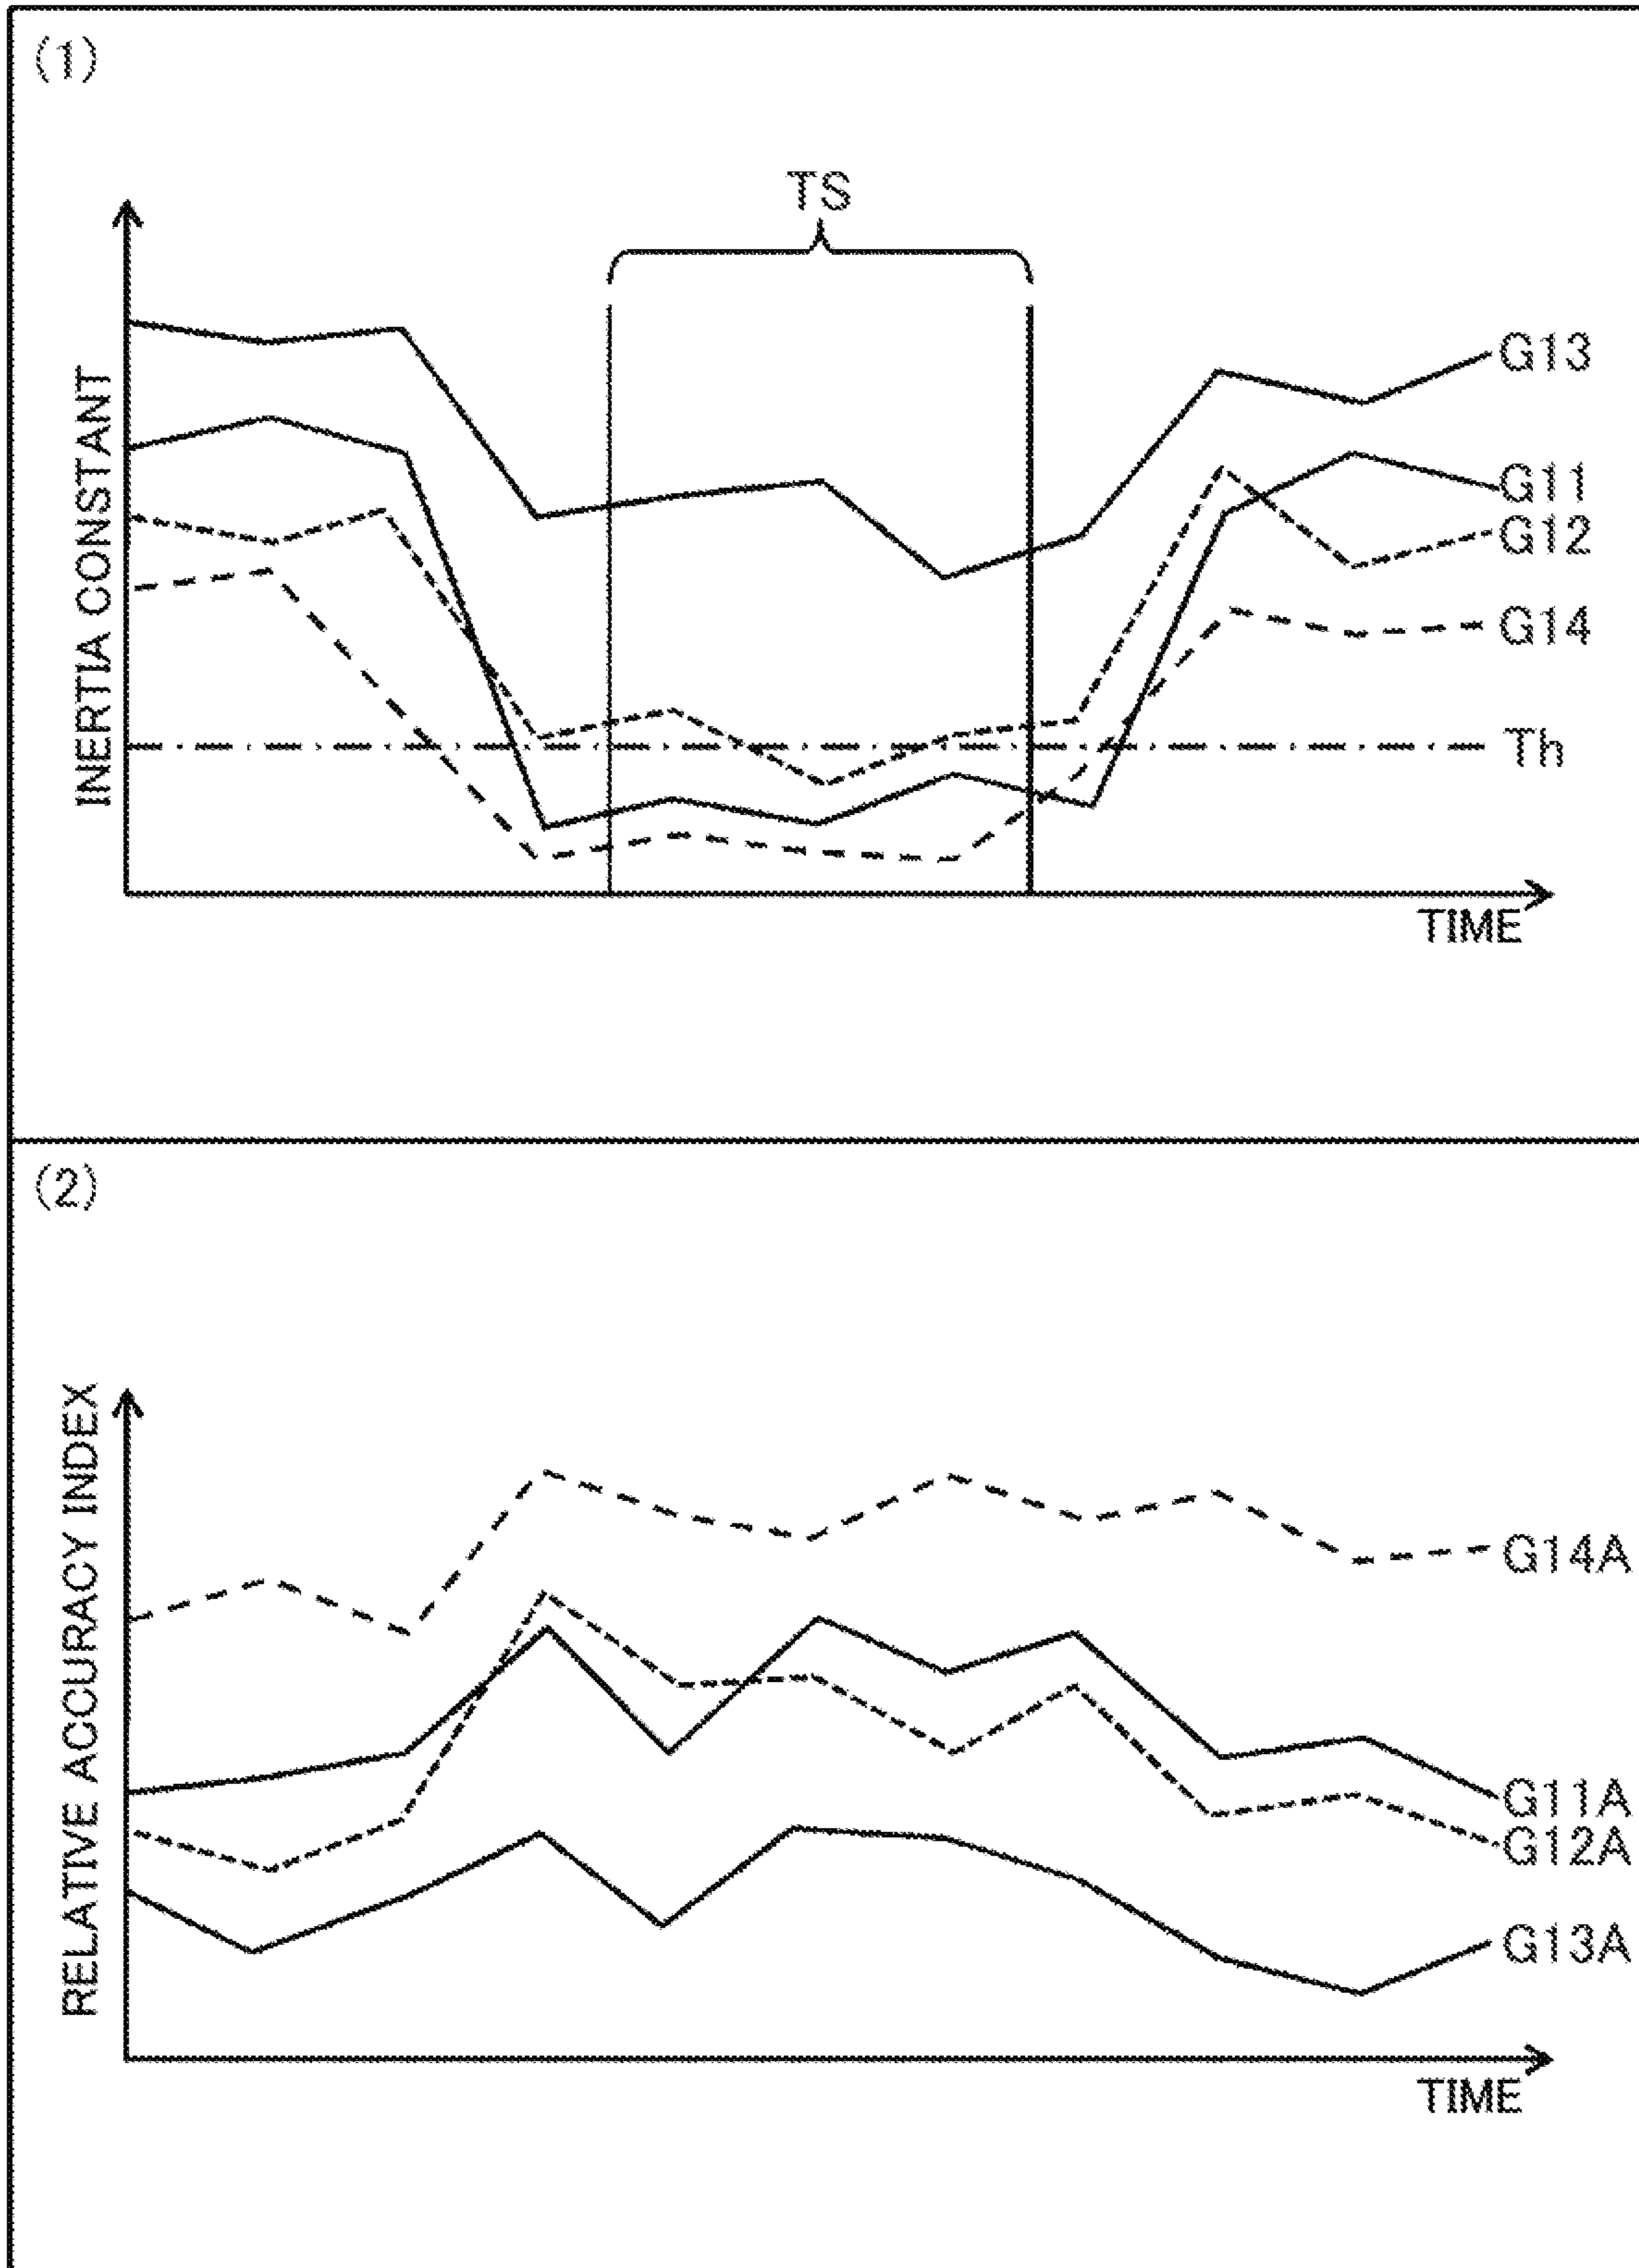 (1)
TS
INERTIA CONSTANT
G13
G11
G12
G14
Th
TIME
(2)
RELATIVE ACCURACY INDEX
G14A
G11A
G12A
G13A
TIME